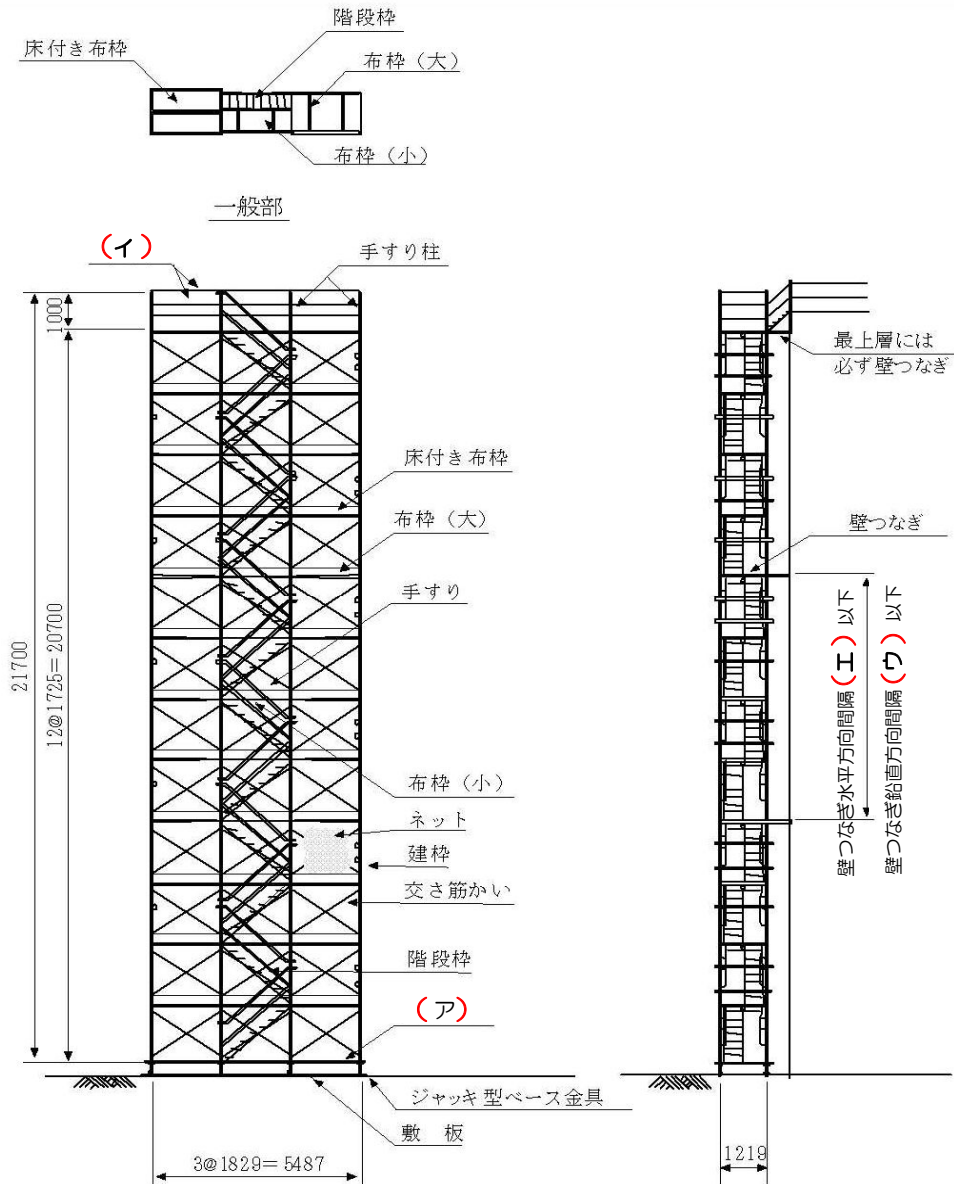 階段枠
床付き布枠
布枠（大）
布枠（小）
一般部
（イ）
手すり柱
1000
21700
12@1725＝20700
床付き布枠
布枠（大）
手すり
布枠（小）
ネット
建枠
交さ筋かい
階段枠
（ア）
ジャッキ型ベース金具
敷　板
3@1829＝5487
最上層には
必ず壁つなぎ
壁つなぎ
壁つなぎ水平方向間隔（エ）以下
壁つなぎ鉛直方向間隔（ウ）以下
1219